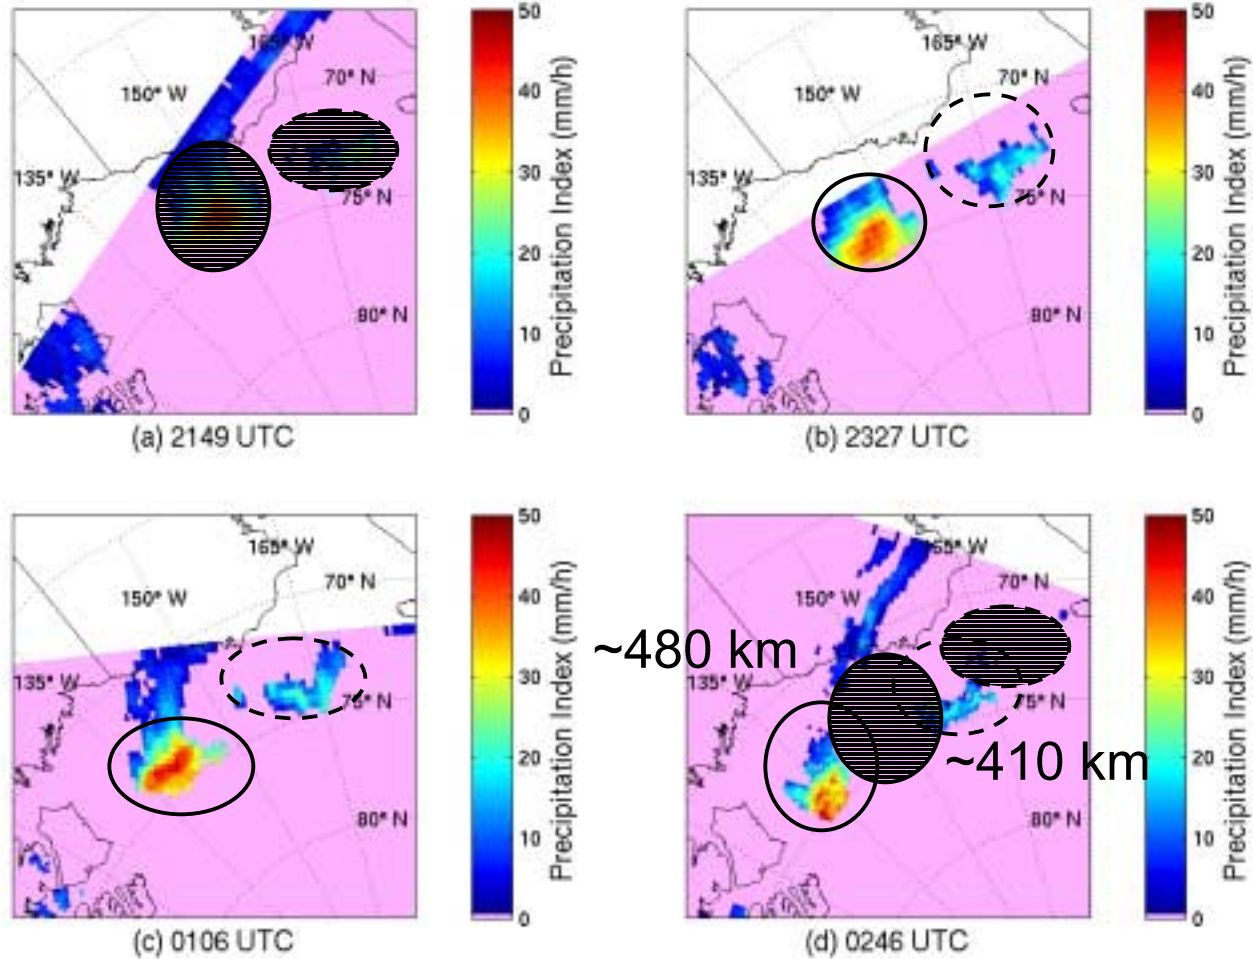 165° W
150° W
70° N
135° W
75° N
80° N
50
40
30
20
10
0
Precipitation Index (mm/h)
(a) 2149 UTC
165° W
150° W
70° N
135° W
75° N
80° N
50
40
30
20
10
0
Precipitation Index (mm/h)
(b) 2327 UTC
165° W
150° W
70° N
135° W
75° N
80° N
50
40
30
20
10
0
Precipitation Index (mm/h)
(c) 0106 UTC
165° W
150° W
70° N
~480 km
135° W
75° N
~410 km
80° N
50
40
30
20
10
0
Precipitation Index (mm/h)
(d) 0246 UTC